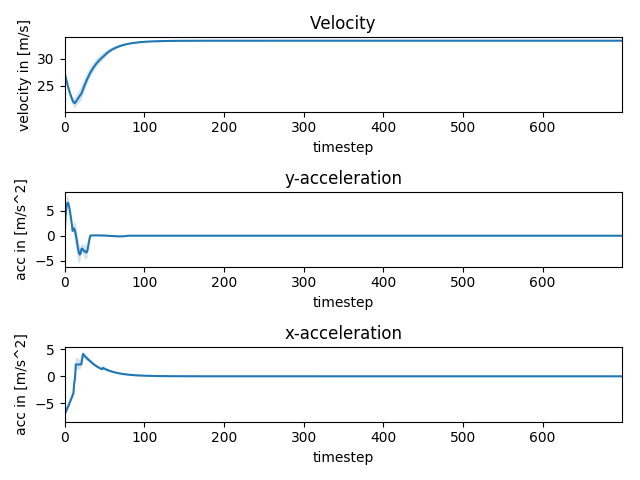 Velocity
velocity in [m/s]
30
25
0 100 200 300 400 500 600
timestep
y-acceleration
acc in [m/s^2]
5
0
−5
0 100 200 300 400 500 600
timestep
x-acceleration
acc in [m/s^2]
5
0
−5
0 100 200 300 400 500 600
timestep